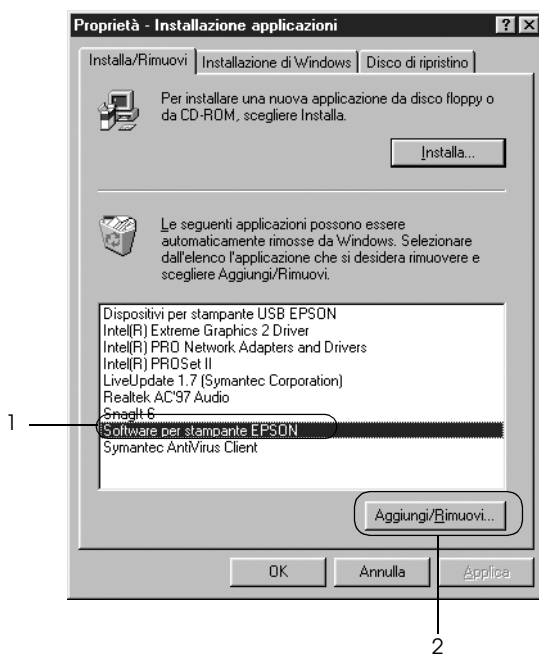 Proprietà - Installazione applicazioni
Installa/Rimuovi
Installazione di Windows
Disco di ripristino
Per installare una nuova applicazione da disco floppy o
da CD-ROM, scegliere Installa.
Installa...
Le seguenti applicazioni possono essere
automaticamente rimosse da Windows. Selezionare
dall'elenco l'applicazione che si desidera rimuovere e
scegliere Aggiungi/Rimuovi.
Dispositivi per stampante USB EPSON
Intel(R) Extreme Graphics 2 Driver
Intel(R) PRO Network Adapters and Drivers
Intel(R) PROSet II
LiveUpdate 1.7 (Symantec Corporation)
Realtek AC'97 Audio
SnagIt 6
1
Software per stampante EPSON
Symantec AntiVirus Client
Aggiungi/Rimuovi...
OK
Annulla
Applica
2